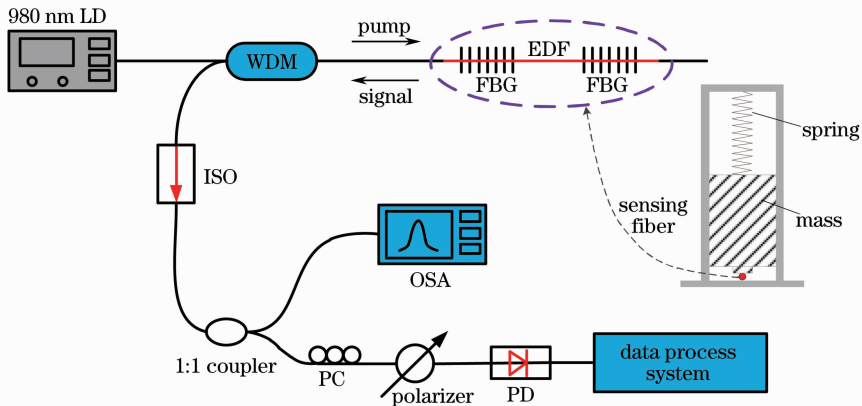 980 nm LD
WDM
pump
signal
EDF
FBG
FBG
spring
mass
sensing
fiber
ISO
OSA
1:1 coupler
PC
polarizer
PD
data process
system